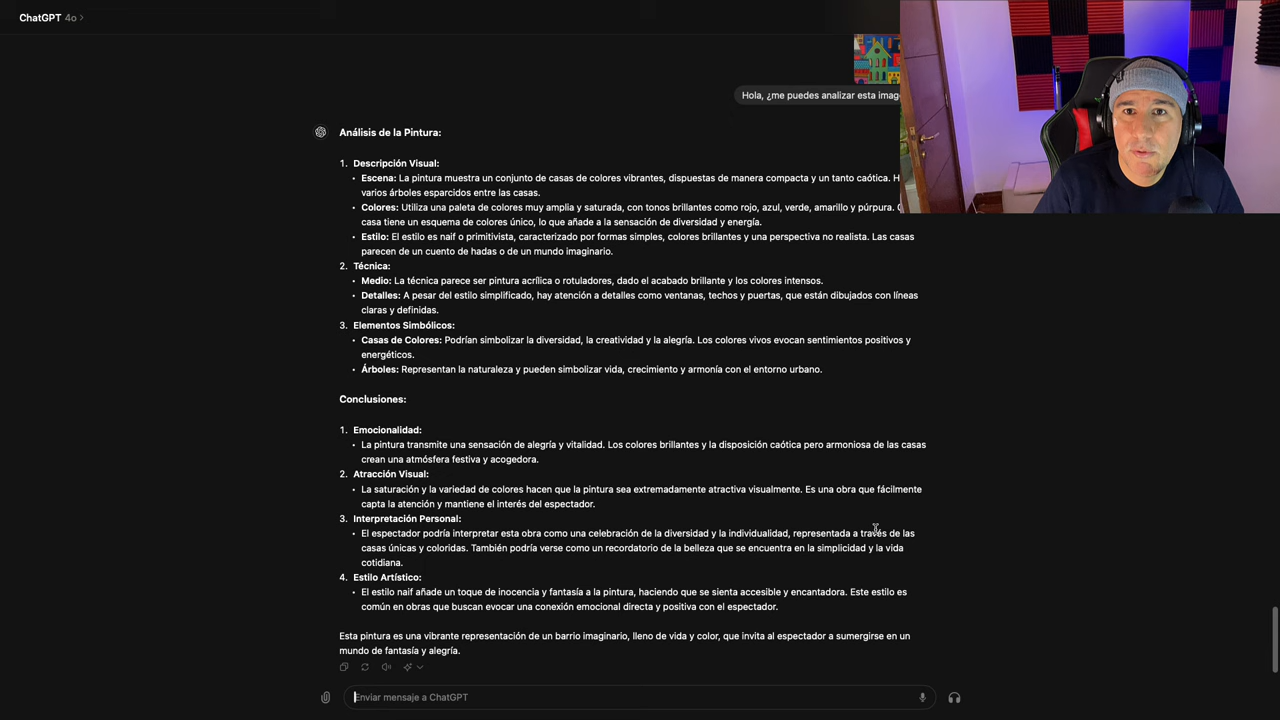 ChatGPT 4o >
Hola, ¿me puedes analizar esta
Análisis de la Pintura:
1. Descripción Visual:
• Escena: La pintura muestra un conjunto de casas de colores vibrantes, dispuestas de manera compacta y un tanto caótica.
varios árboles esparcidos entre las casas.
• Colores: Utiliza una paleta de colores muy amplia y saturada, con tonos brillantes como rojo, azul, verde, amarillo y púrpura.
casa tiene un esquema de colores único, lo que añade a la sensación de diversidad y energía.
• Estilo: El estilo es naif o primitivista, caracterizado por formas simples, colores brillantes y una perspectiva no realista. Las casas
parecen de un cuento de hadas o de un mundo imaginario.
2. Técnica:
• Medio: La técnica parece ser pintura acrílica o rotuladores, dado el acabado brillante y los colores intensos.
• Detalles: A pesar del estilo simplificado, hay atención a detalles como ventanas, techos y puertas, que están dibujados con líneas
claras y definidas.
3. Elementos Simbólicos:
• Casas de Colores: Podrían simbolizar la diversidad, la creatividad y la alegría. Los colores vivos evocan sentimientos positivos y
energéticos.
• Árboles: Representan la naturaleza y pueden simbolizar vida, crecimiento y armonía con el entorno urbano.
Conclusiones:
1. Emocionalidad:
• La pintura transmite una sensación de alegría y vitalidad. Los colores brillantes y la disposición caótica pero armoniosa de las casas
crean una atmósfera festiva y acogedora.
2. Atracción Visual:
• La saturación y la variedad de colores hacen que la pintura sea extremadamente atractiva visualmente. Es una obra que fácilmente
capta la atención y mantiene el interés del espectador.
3. Interpretación Personal:
• El espectador podría interpretar esta obra como una celebración de la diversidad y la individualidad, representada a través de las
casas únicas y coloridas. También podría verse como un recordatorio de la belleza que se encuentra en la simplicidad y la vida
cotidiana.
4. Estilo Artístico:
• El estilo naif añade un toque de inocencia y fantasía a la pintura, haciendo que se sienta accesible y encantadora. Este estilo es
común en obras que buscan evocar una conexión emocional directa y positiva con el espectador.
Esta pintura es una vibrante representación de un barrio imaginario, lleno de vida y color, que invita al espectador a sumergirse en un
mundo de fantasía y alegría.
Enviar mensaje a ChatGPT